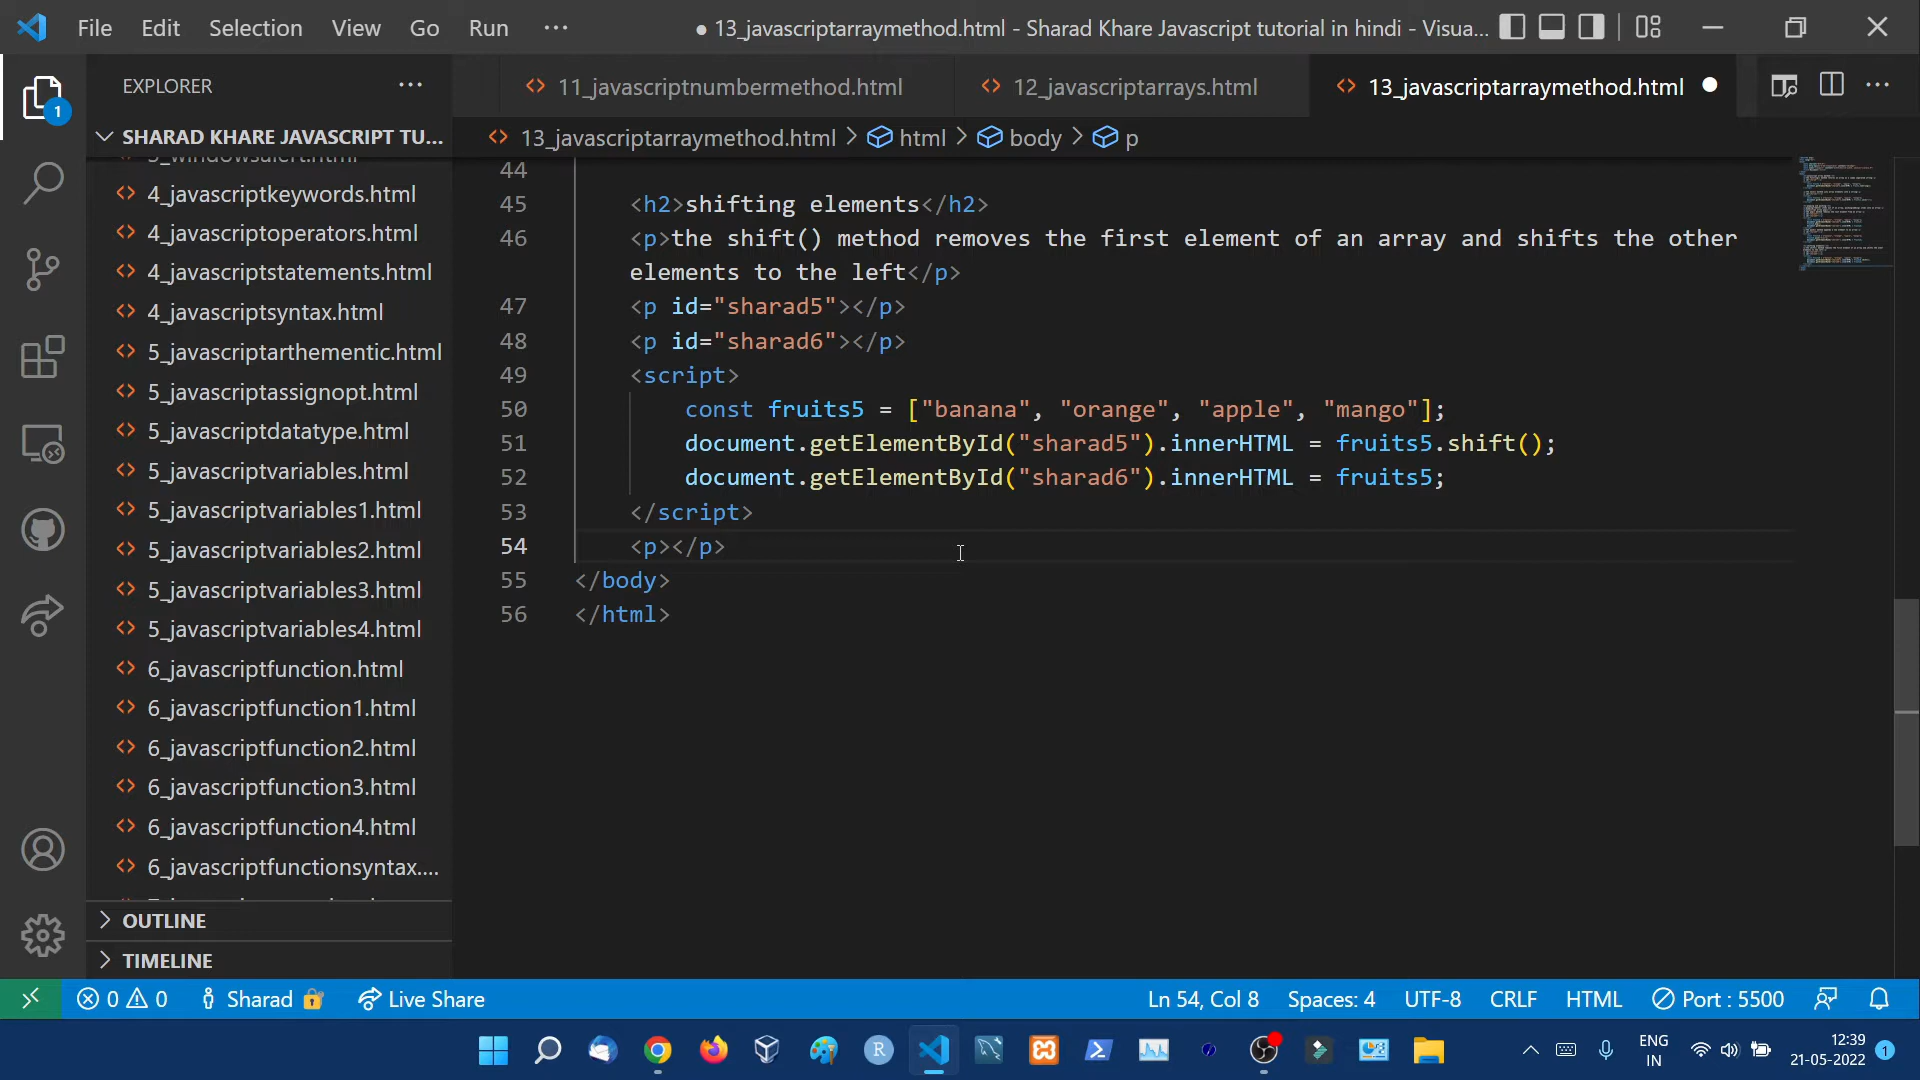 File Edit Selection View Go Run ··· ● 13_javascriptarraymethod.html - Sharad Khare Javascript tutorial in hindi - Visua...
EXPLORER ···
11_javascriptnumbermethod.html
12_javascriptarrays.html
13_javascriptarraymethod.html
1
SHARAD KHARE JAVASCRIPT TU...
13_javascriptarraymethod.html > html > body > p
4_javascriptkeywords.html
4_javascriptoperators.html
4_javascriptstatements.html
4_javascriptsyntax.html
5_javascriptarthementic.html
5_javascriptassignopt.html
5_javascriptdatatype.html
5_javascriptvariables.html
5_javascriptvariables1.html
5_javascriptvariables2.html
5_javascriptvariables3.html
5_javascriptvariables4.html
6_javascriptfunction.html
6_javascriptfunction1.html
6_javascriptfunction2.html
6_javascriptfunction3.html
6_javascriptfunction4.html
6_javascriptfunctionsyntax....
OUTLINE
TIMELINE
44
45 <h2>shifting elements</h2>
46 <p>the shift() method removes the first element of an array and shifts the other
elements to the left</p>
47 <p id="sharad5"></p>
48 <p id="sharad6"></p>
49 <script>
50 const fruits5 = ["banana", "orange", "apple", "mango"];
51 document.getElementById("sharad5").innerHTML = fruits5.shift();
52 document.getElementById("sharad6").innerHTML = fruits5;
53 </script>
54 <p></p>
55 </body>
56 </html>
0 0 Sharad Live Share Ln 54, Col 8 Spaces: 4 UTF-8 CRLF HTML Port : 5500
R
ENG
IN
12:39
21-05-2022
1